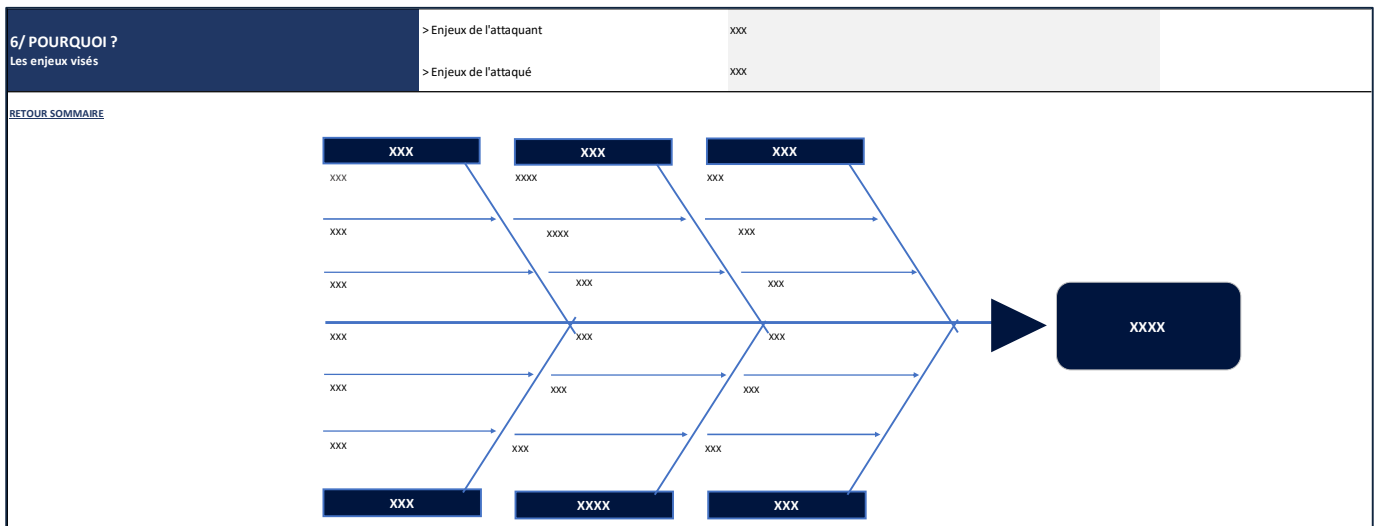 6/ POURQUOI ?
Les enjeux visés
> Enjeux de l'attaquant xxx
> Enjeux de l'attaqué xxx
RETOUR SOMMAIRE
XXX XXX XXX
xxx xxxx xxx
xxx xxxx xxx
xxx xxx xxx
XXXX
xxx xxx xxx
xxx xxx xxx
xxx xxx xxx
XXX XXXX XXX